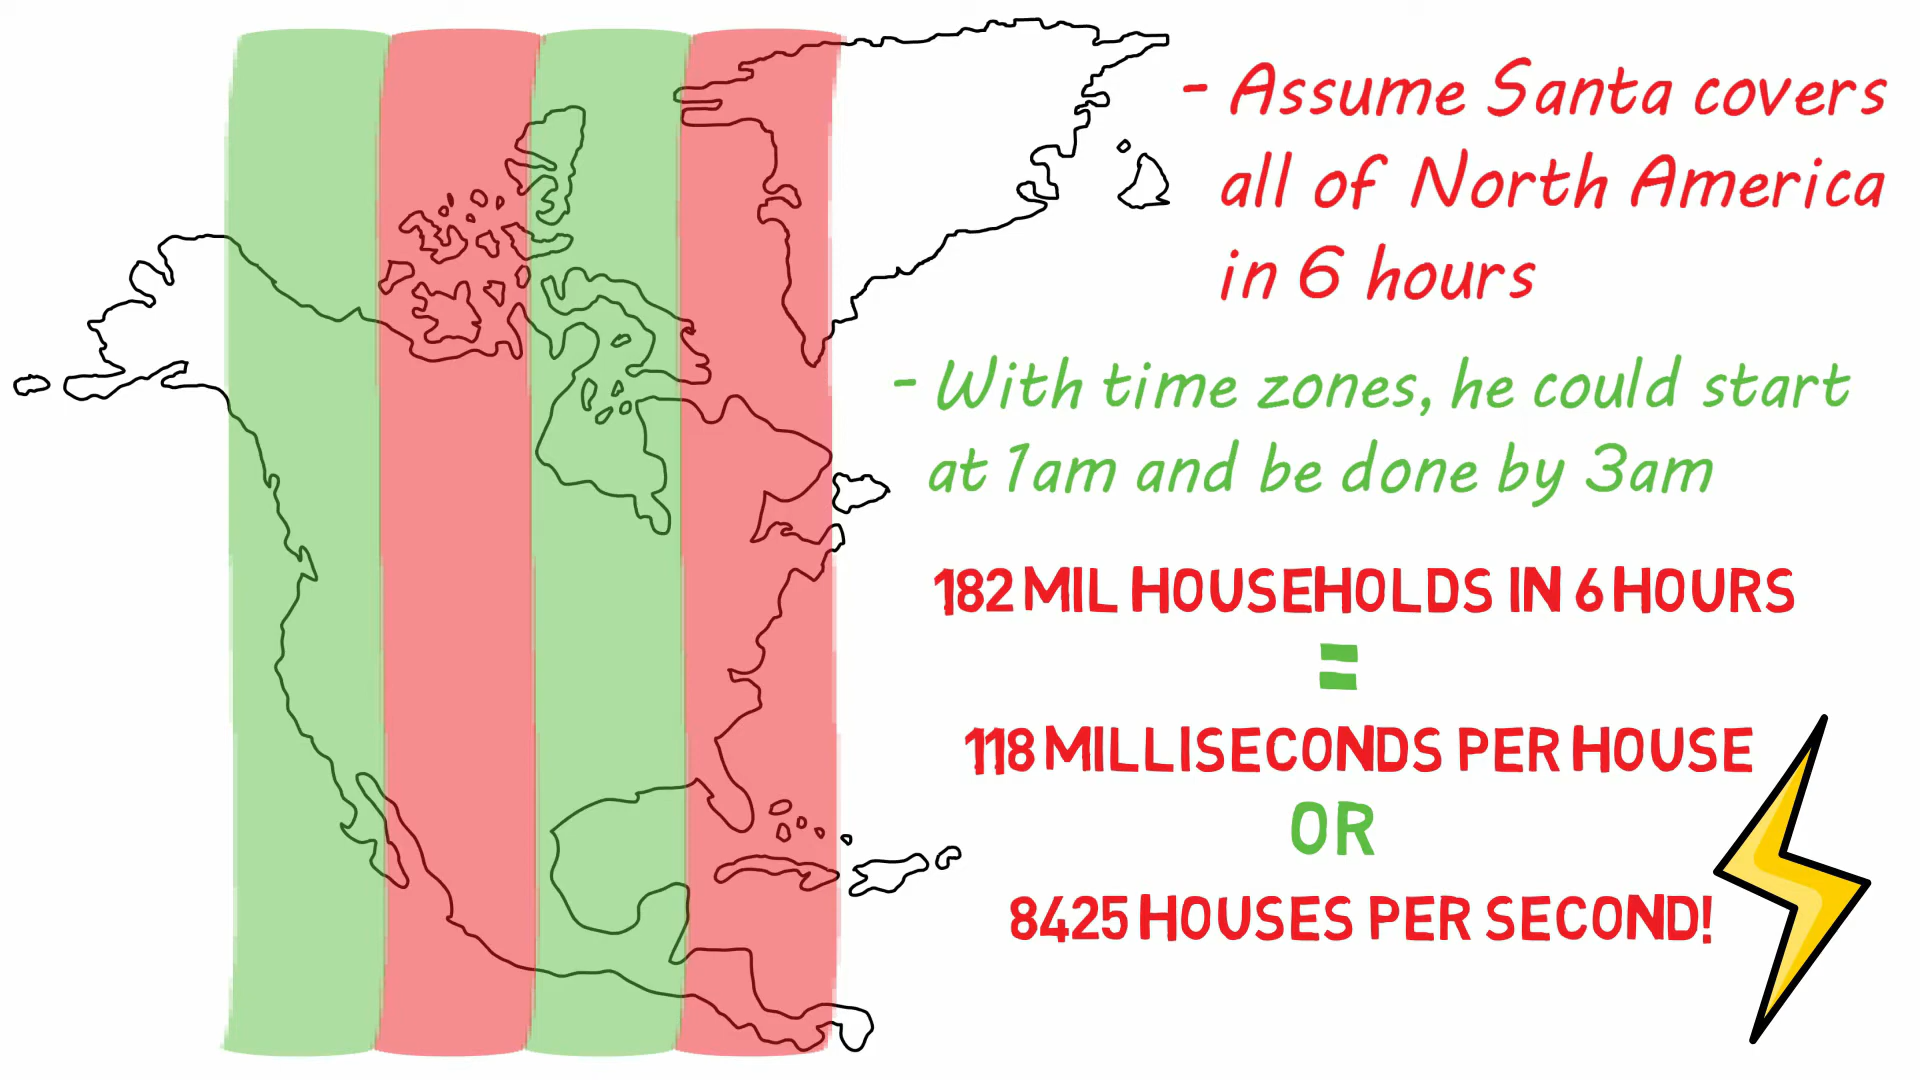 - Assume Santa covers
all of North America
in 6 hours
- With time zones, he could start
at 1am and be done by 3am
182 MIL HOUSEHOLDS IN 6 HOURS
=
118 MILLISECONDS PER HOUSE
OR
8425 HOUSES PER SECOND!